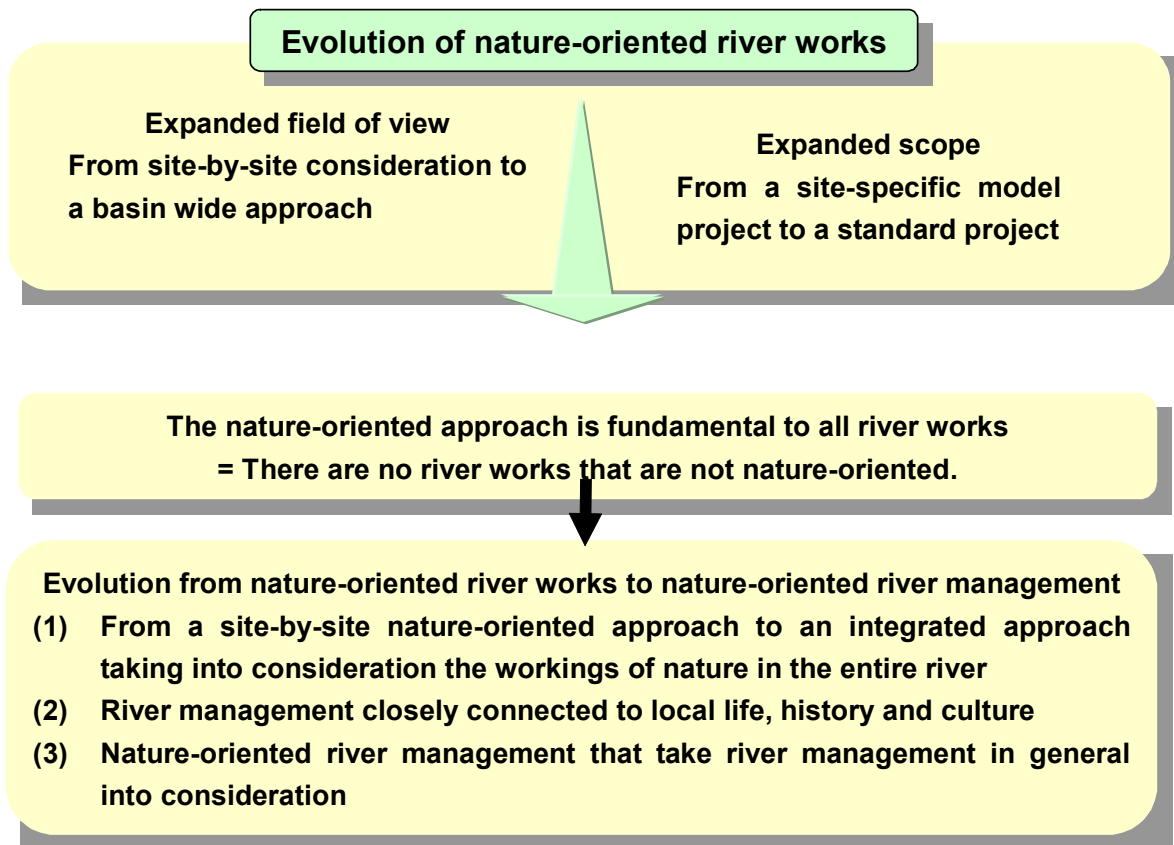 Evolution of nature-oriented river works
Expanded field of view
From site-by-site consideration to
a basin wide approach
Expanded scope
From a site-specific model
project to a standard project
The nature-oriented approach is fundamental to all river works
= There are no river works that are not nature-oriented.
Evolution from nature-oriented river works to nature-oriented river management
(1) From a site-by-site nature-oriented approach to an integrated approach
taking into consideration the workings of nature in the entire river
(2) River management closely connected to local life, history and culture
(3) Nature-oriented river management that take river management in general
into consideration